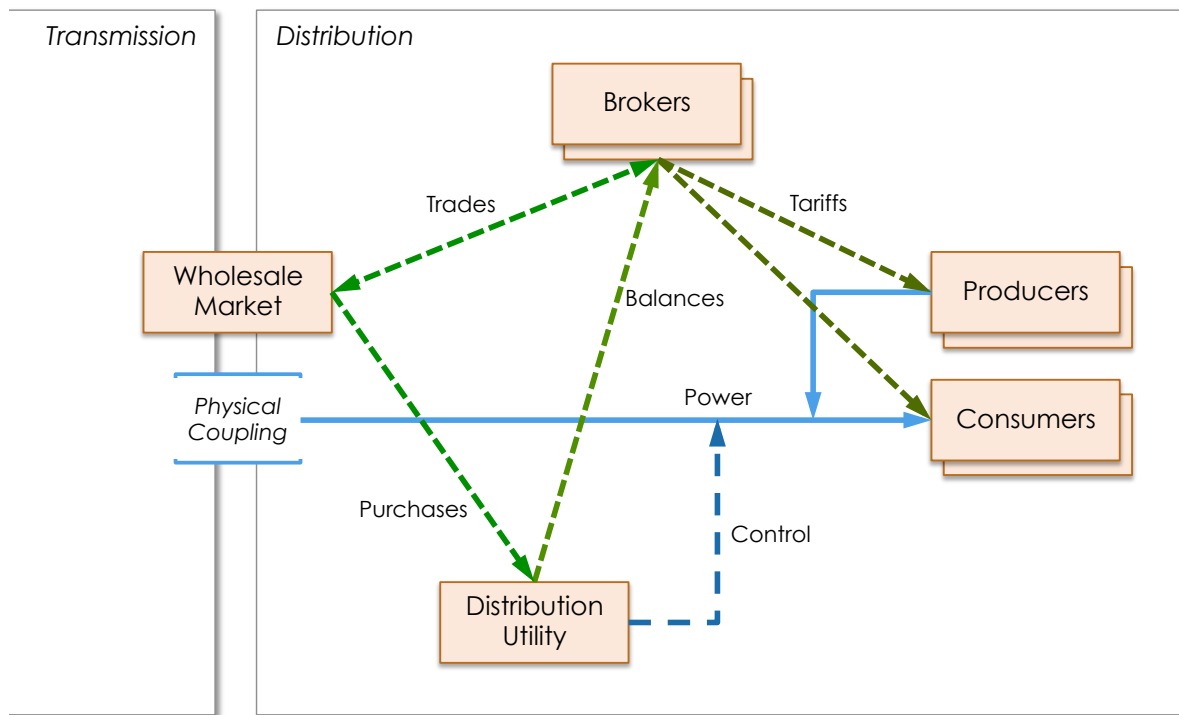 Transmission
Distribution
Brokers
Trades
Tariffs
Wholesale
Market
Balances
Producers
Physical
Coupling
Power
Consumers
Purchases
Control
Distribution
Utility